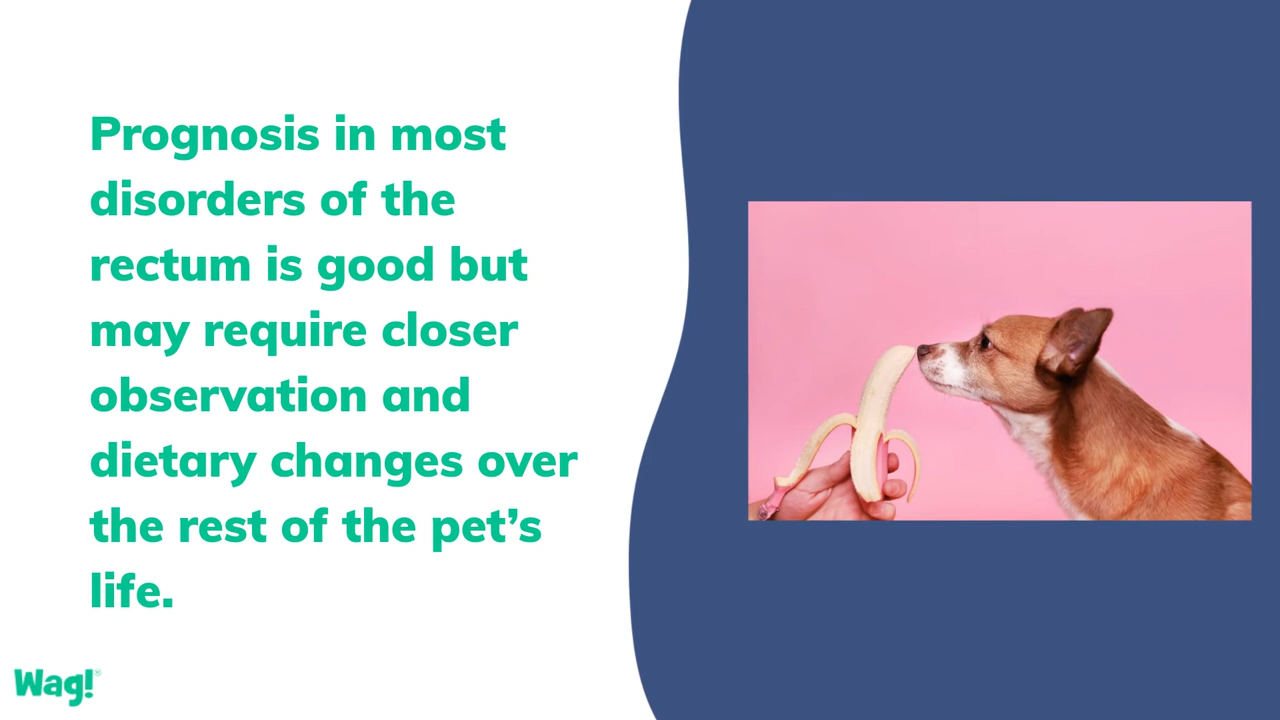 Prognosis in most
disorders of the
rectum is good but
may require closer
observation and
dietary changes over
the rest of the pet’s
life.
Wag!®